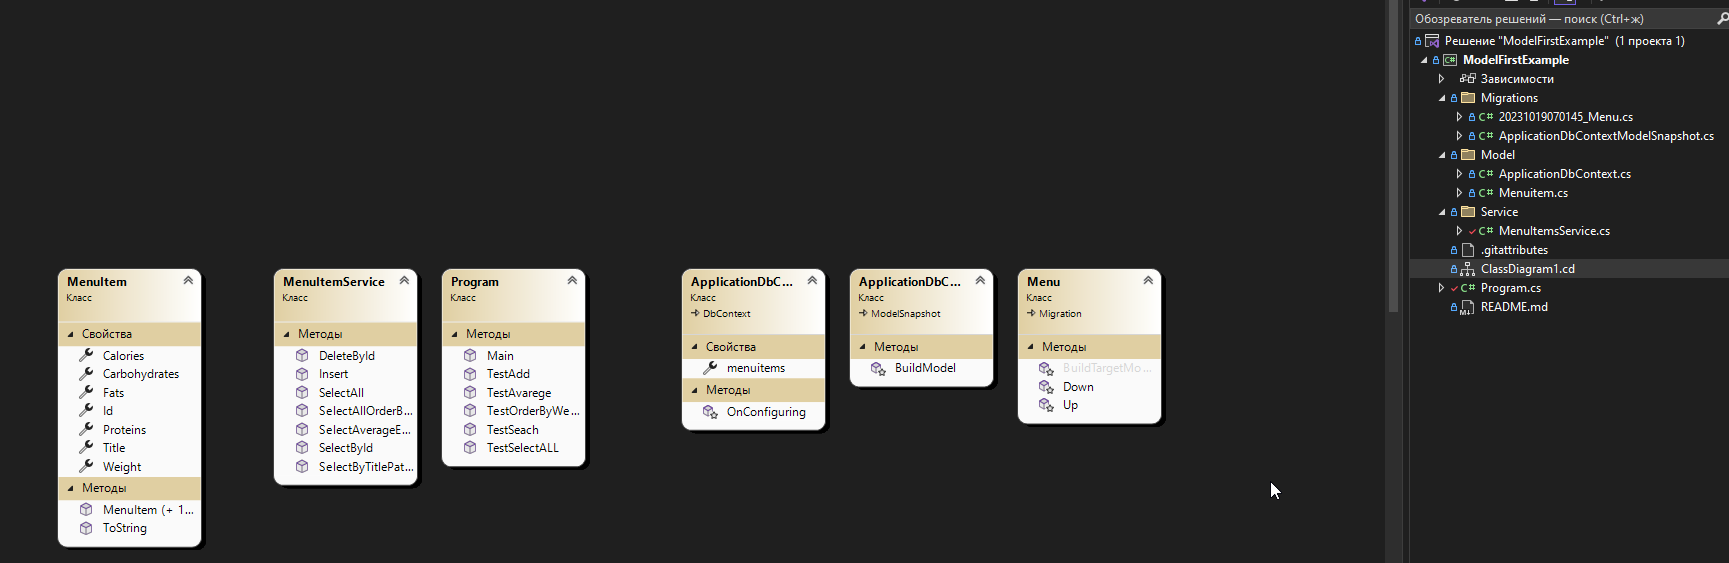 MenuItem
Класс
Свойства
Calories
Carbohydrates
Fats
Id
Proteins
Title
Weight
Методы
MenuItem (+ 1...
ToString
MenuItemService
Класс
Методы
DeleteById
Insert
SelectAll
SelectAllOrderB...
SelectAverageE...
SelectById
SelectByTitlePat...
Program
Класс
Методы
Main
TestAdd
TestAvarege
TestOrderByWe...
TestSeach
TestSelectALL
ApplicationDbC...
Класс
DbContext
Свойства
menuitems
Методы
OnConfiguring
ApplicationDbC...
Класс
ModelSnapshot
Методы
BuildModel
Menu
Класс
Migration
Методы
BuildTargetMo...
Down
Up
Обозреватель решений — поиск (Ctrl+ж)
Решение "ModelFirstExample" (1 проекта 1)
C# ModelFirstExample
Зависимости
Migrations
C# 20231019070145_Menu.cs
C# ApplicationDbContextModelSnapshot.cs
Model
C# ApplicationDbContext.cs
C# Menuitem.cs
Service
C# MenuItemsService.cs
.gitattributes
ClassDiagram1.cd
C# Program.cs
README.md